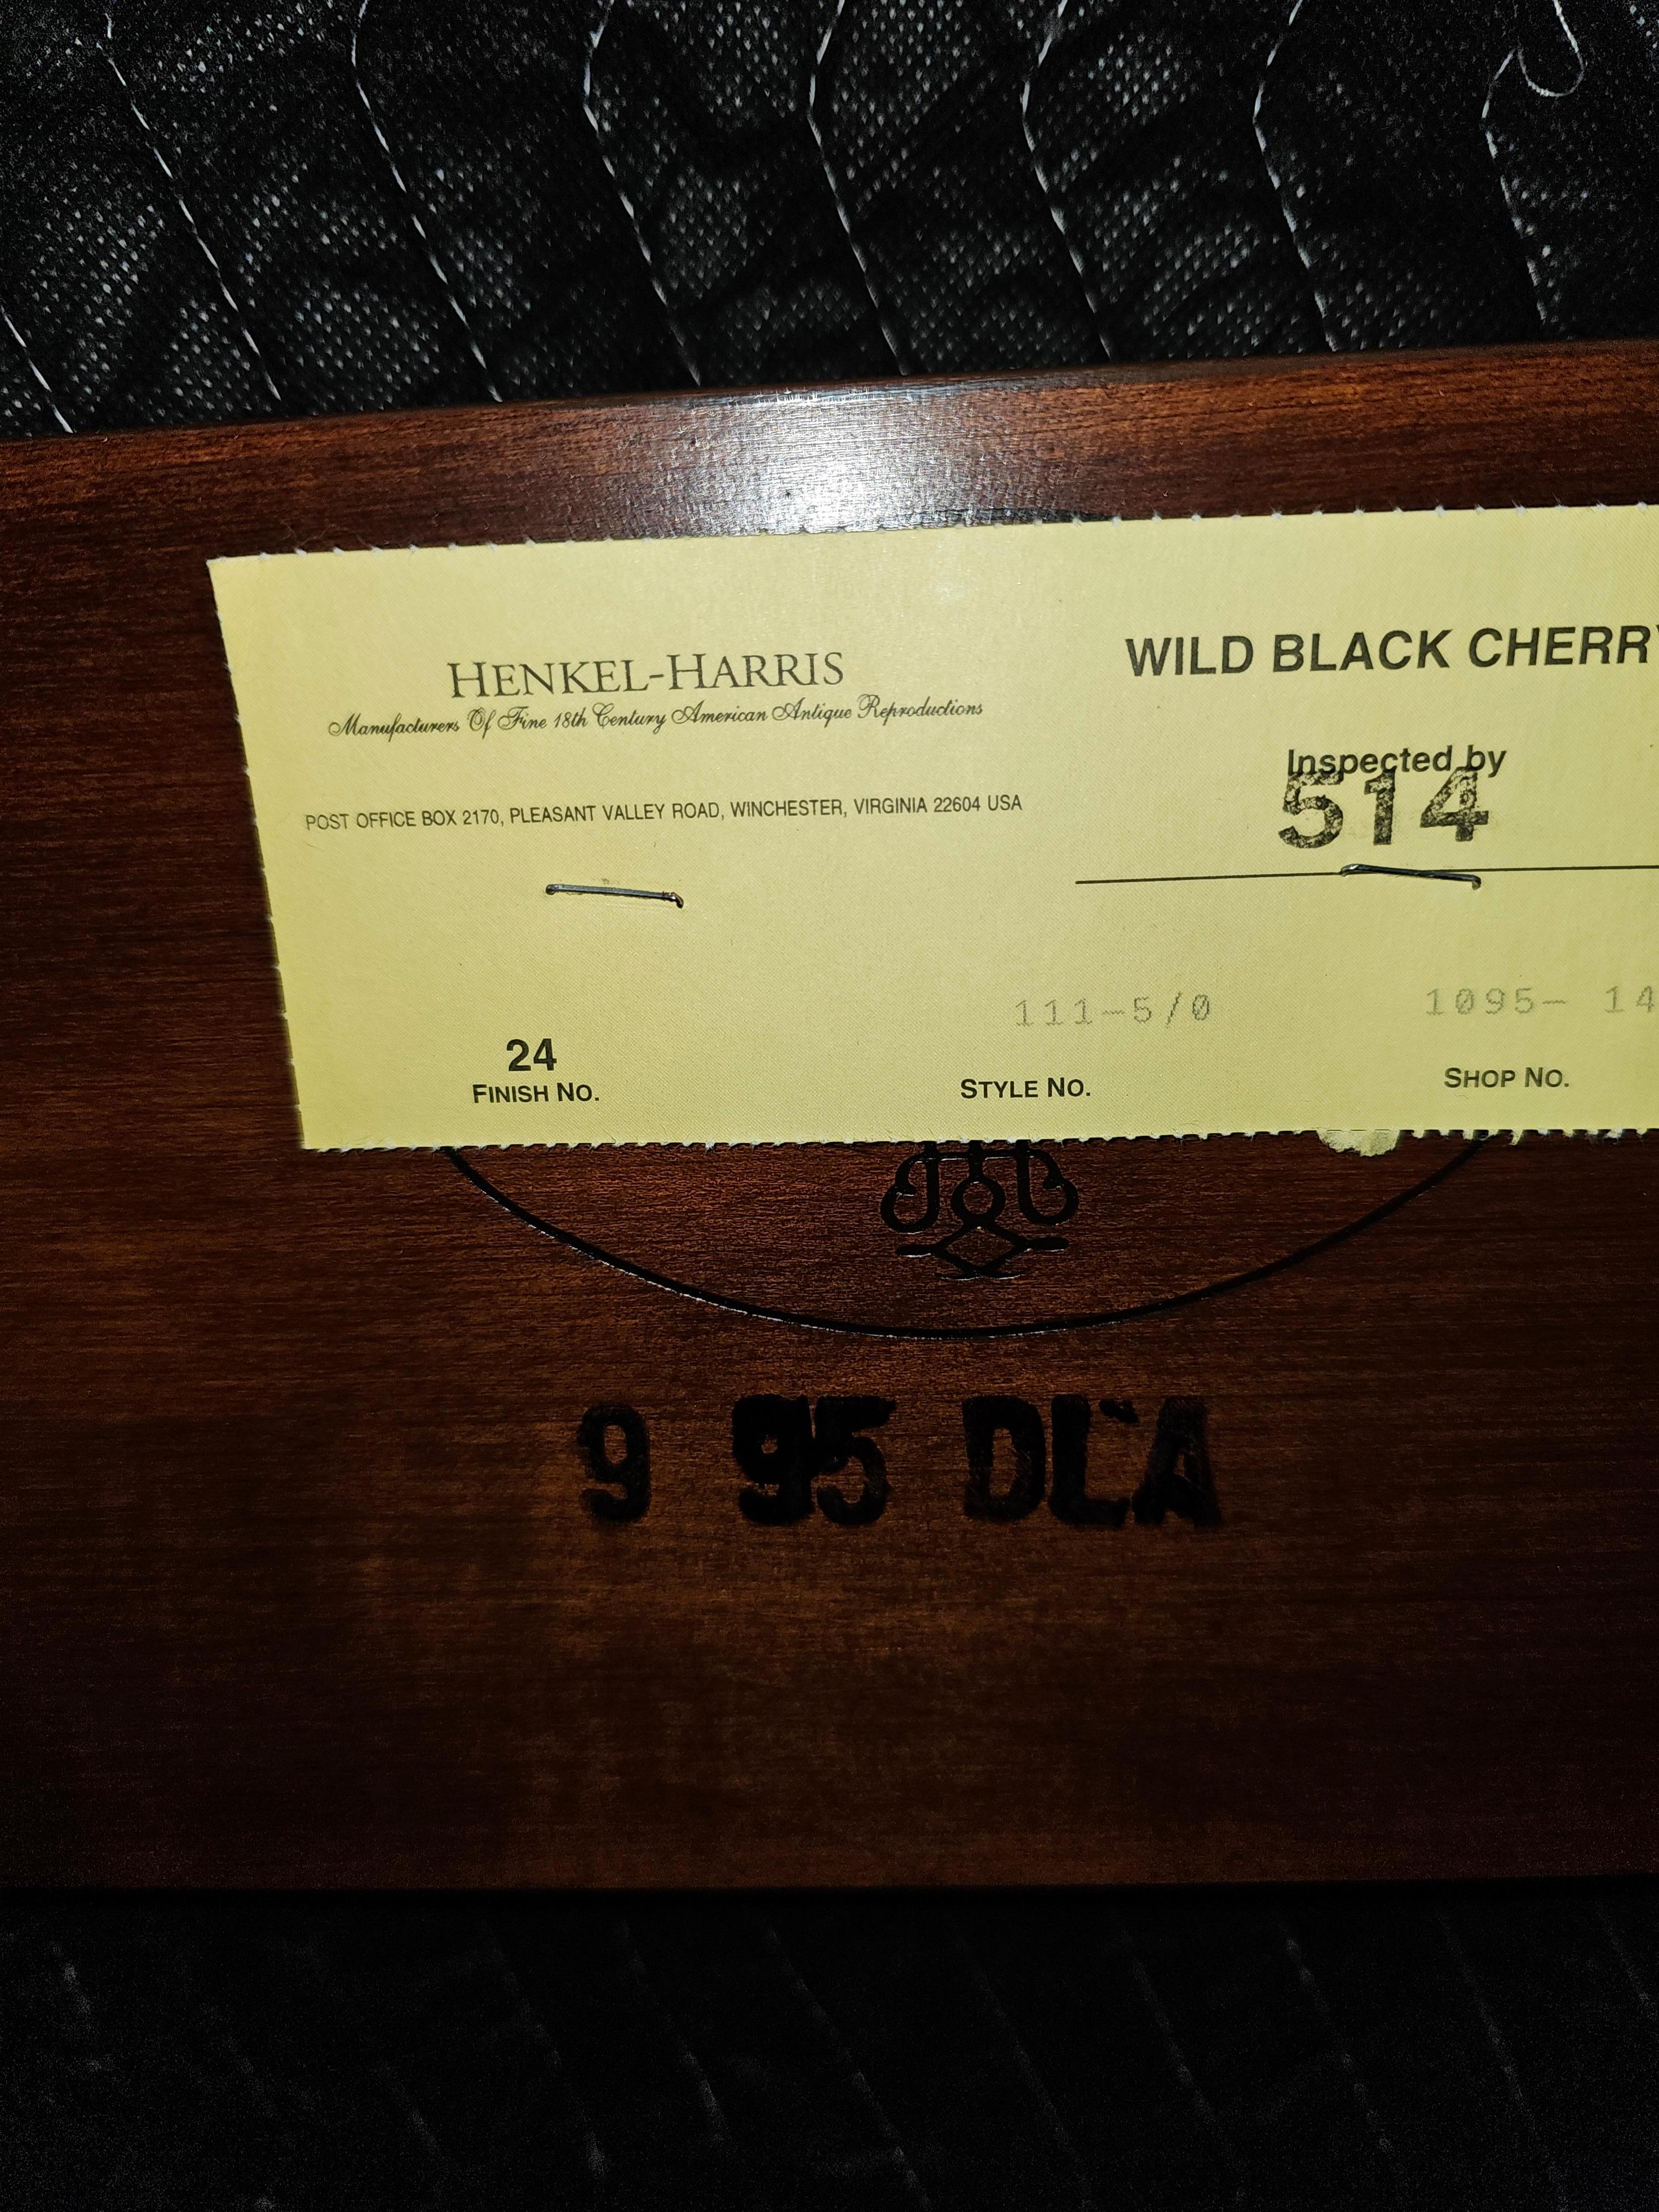 HENKEL-HARRIS
Manufacturers Of Fine 18th Century American Antique Reproductions
POST OFFICE BOX 2170, PLEASANT VALLEY ROAD, WINCHESTER, VIRGINIA 22604 USA
WILD BLACK CHERRY
Inspected by
514
24
FINISH NO.
111-5/0
STYLE NO.
1095- 14
SHOP NO.
9 95 DLA